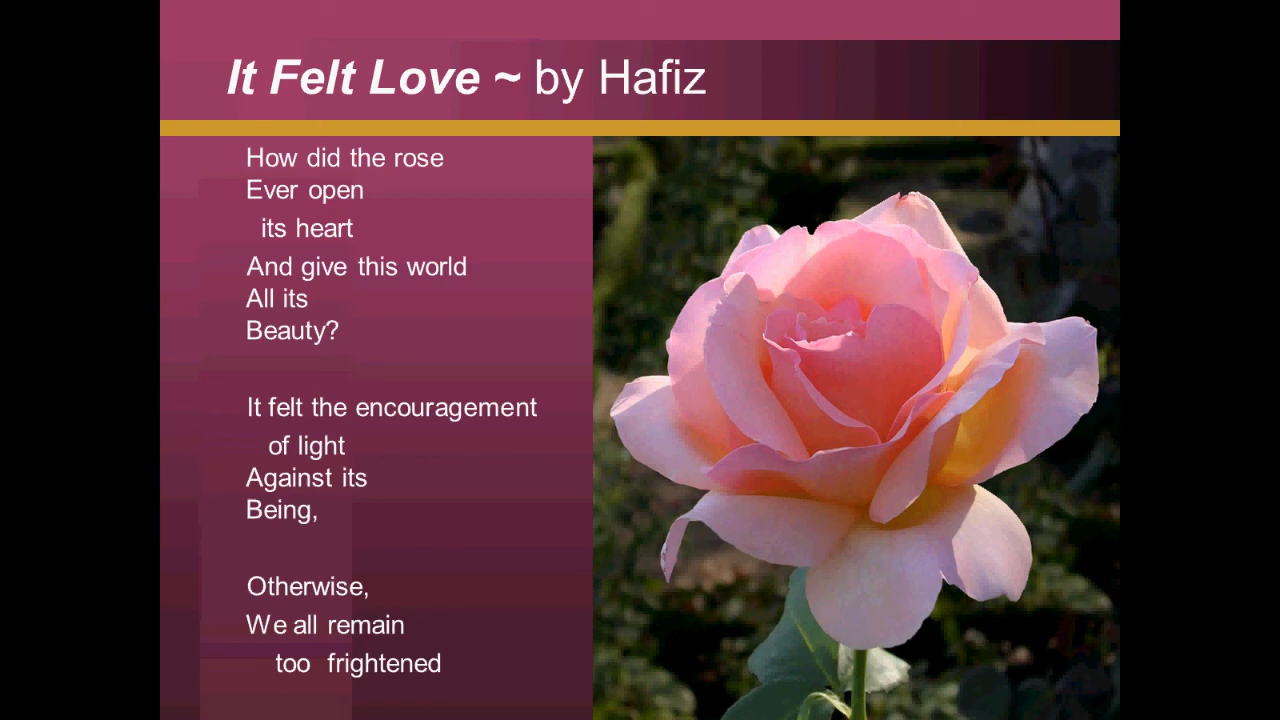 It Felt Love ~ by Hafiz
How did the rose
Ever open
its heart
And give this world
All its
Beauty?
It felt the encouragement
of light
Against its
Being,
Otherwise,
We all remain
too frightened